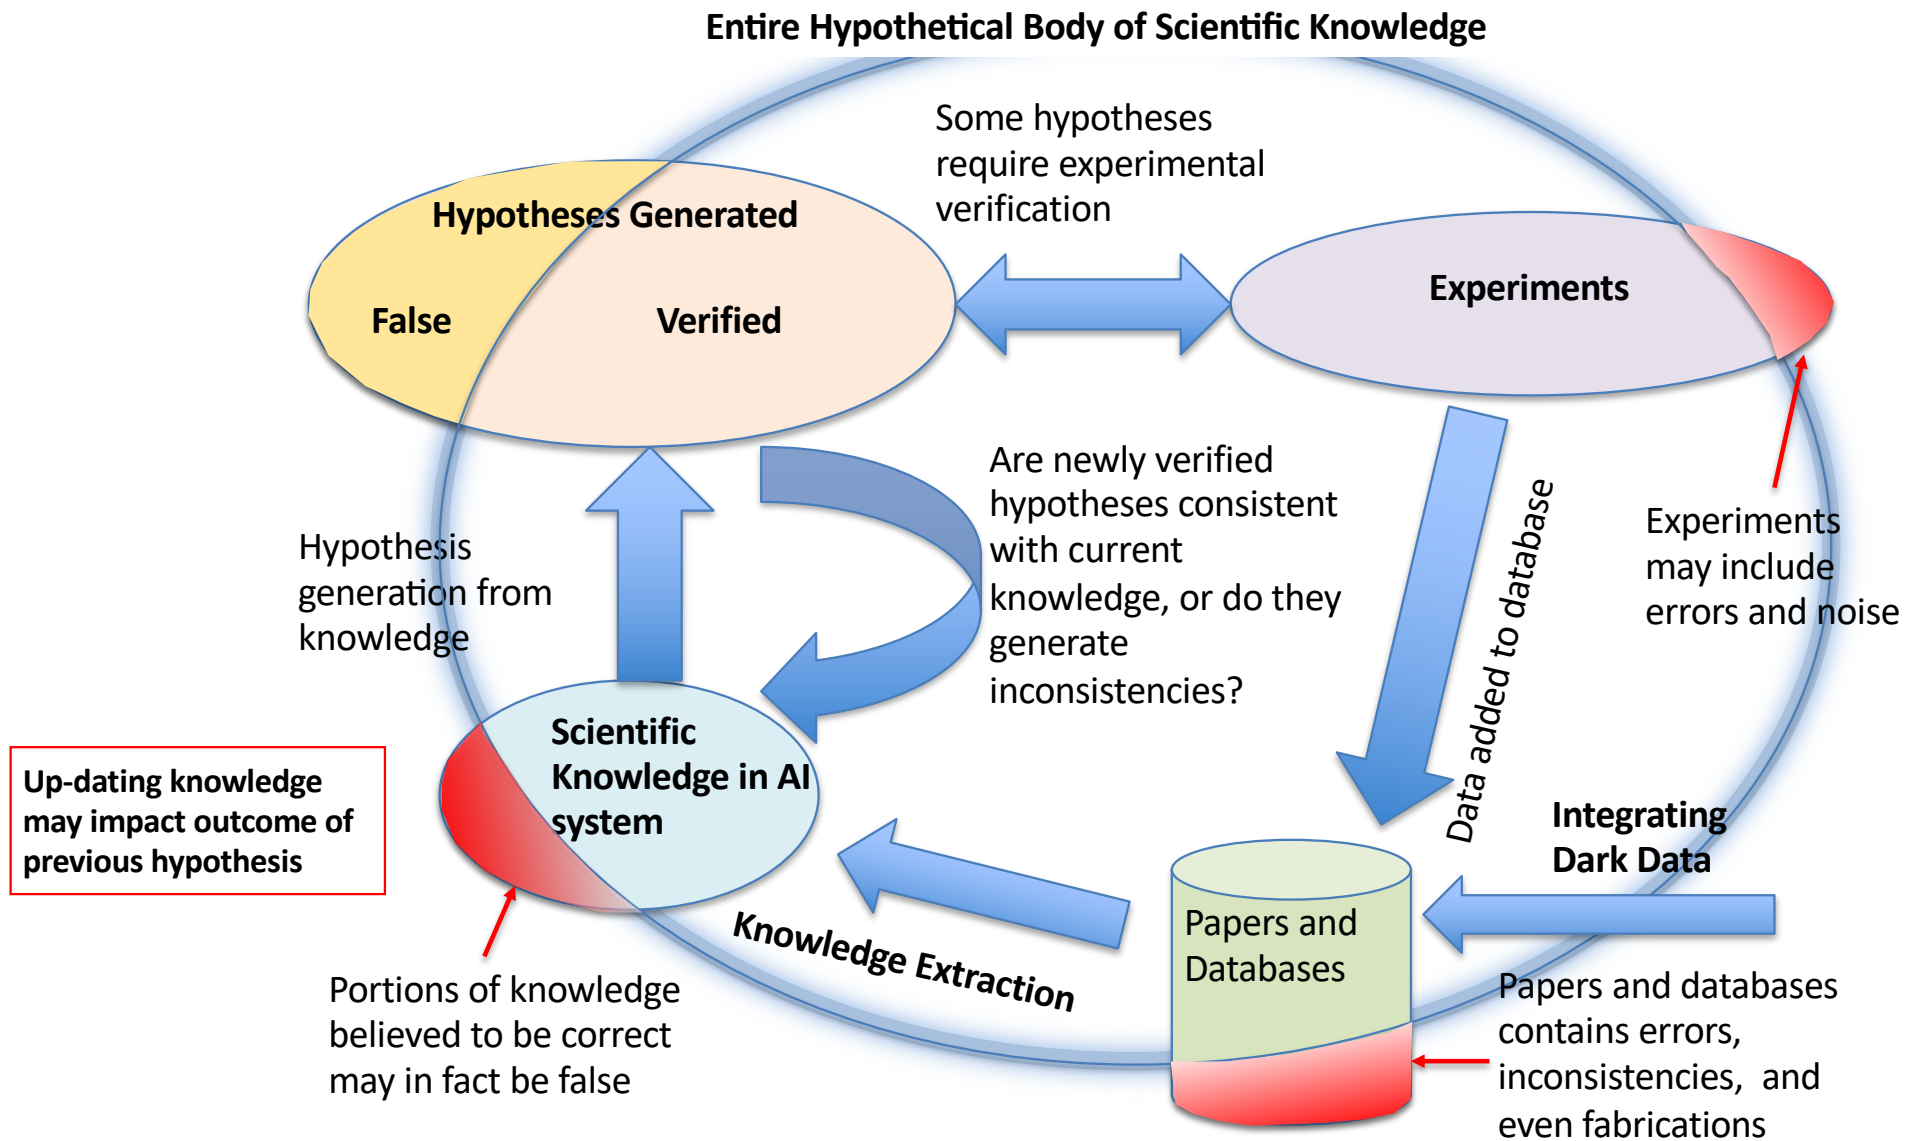 Entire Hypothetical Body of Scientific Knowledge
Some hypotheses
require experimental
verification
Hypotheses Generated
False
Verified
Experiments
Are newly verified
hypotheses consistent
with current
knowledge, or do they
generate
inconsistencies?
Hypothesis
generation from
knowledge
Experiments
may include
errors and noise
Data added to database
Scientific
Knowledge in AI
system
Up-dating knowledge
may impact outcome of
previous hypothesis
Integrating
Dark Data
Knowledge Extraction
Papers and
Databases
Portions of knowledge
believed to be correct
may in fact be false
Papers and databases
contains errors,
inconsistencies, and
even fabrications